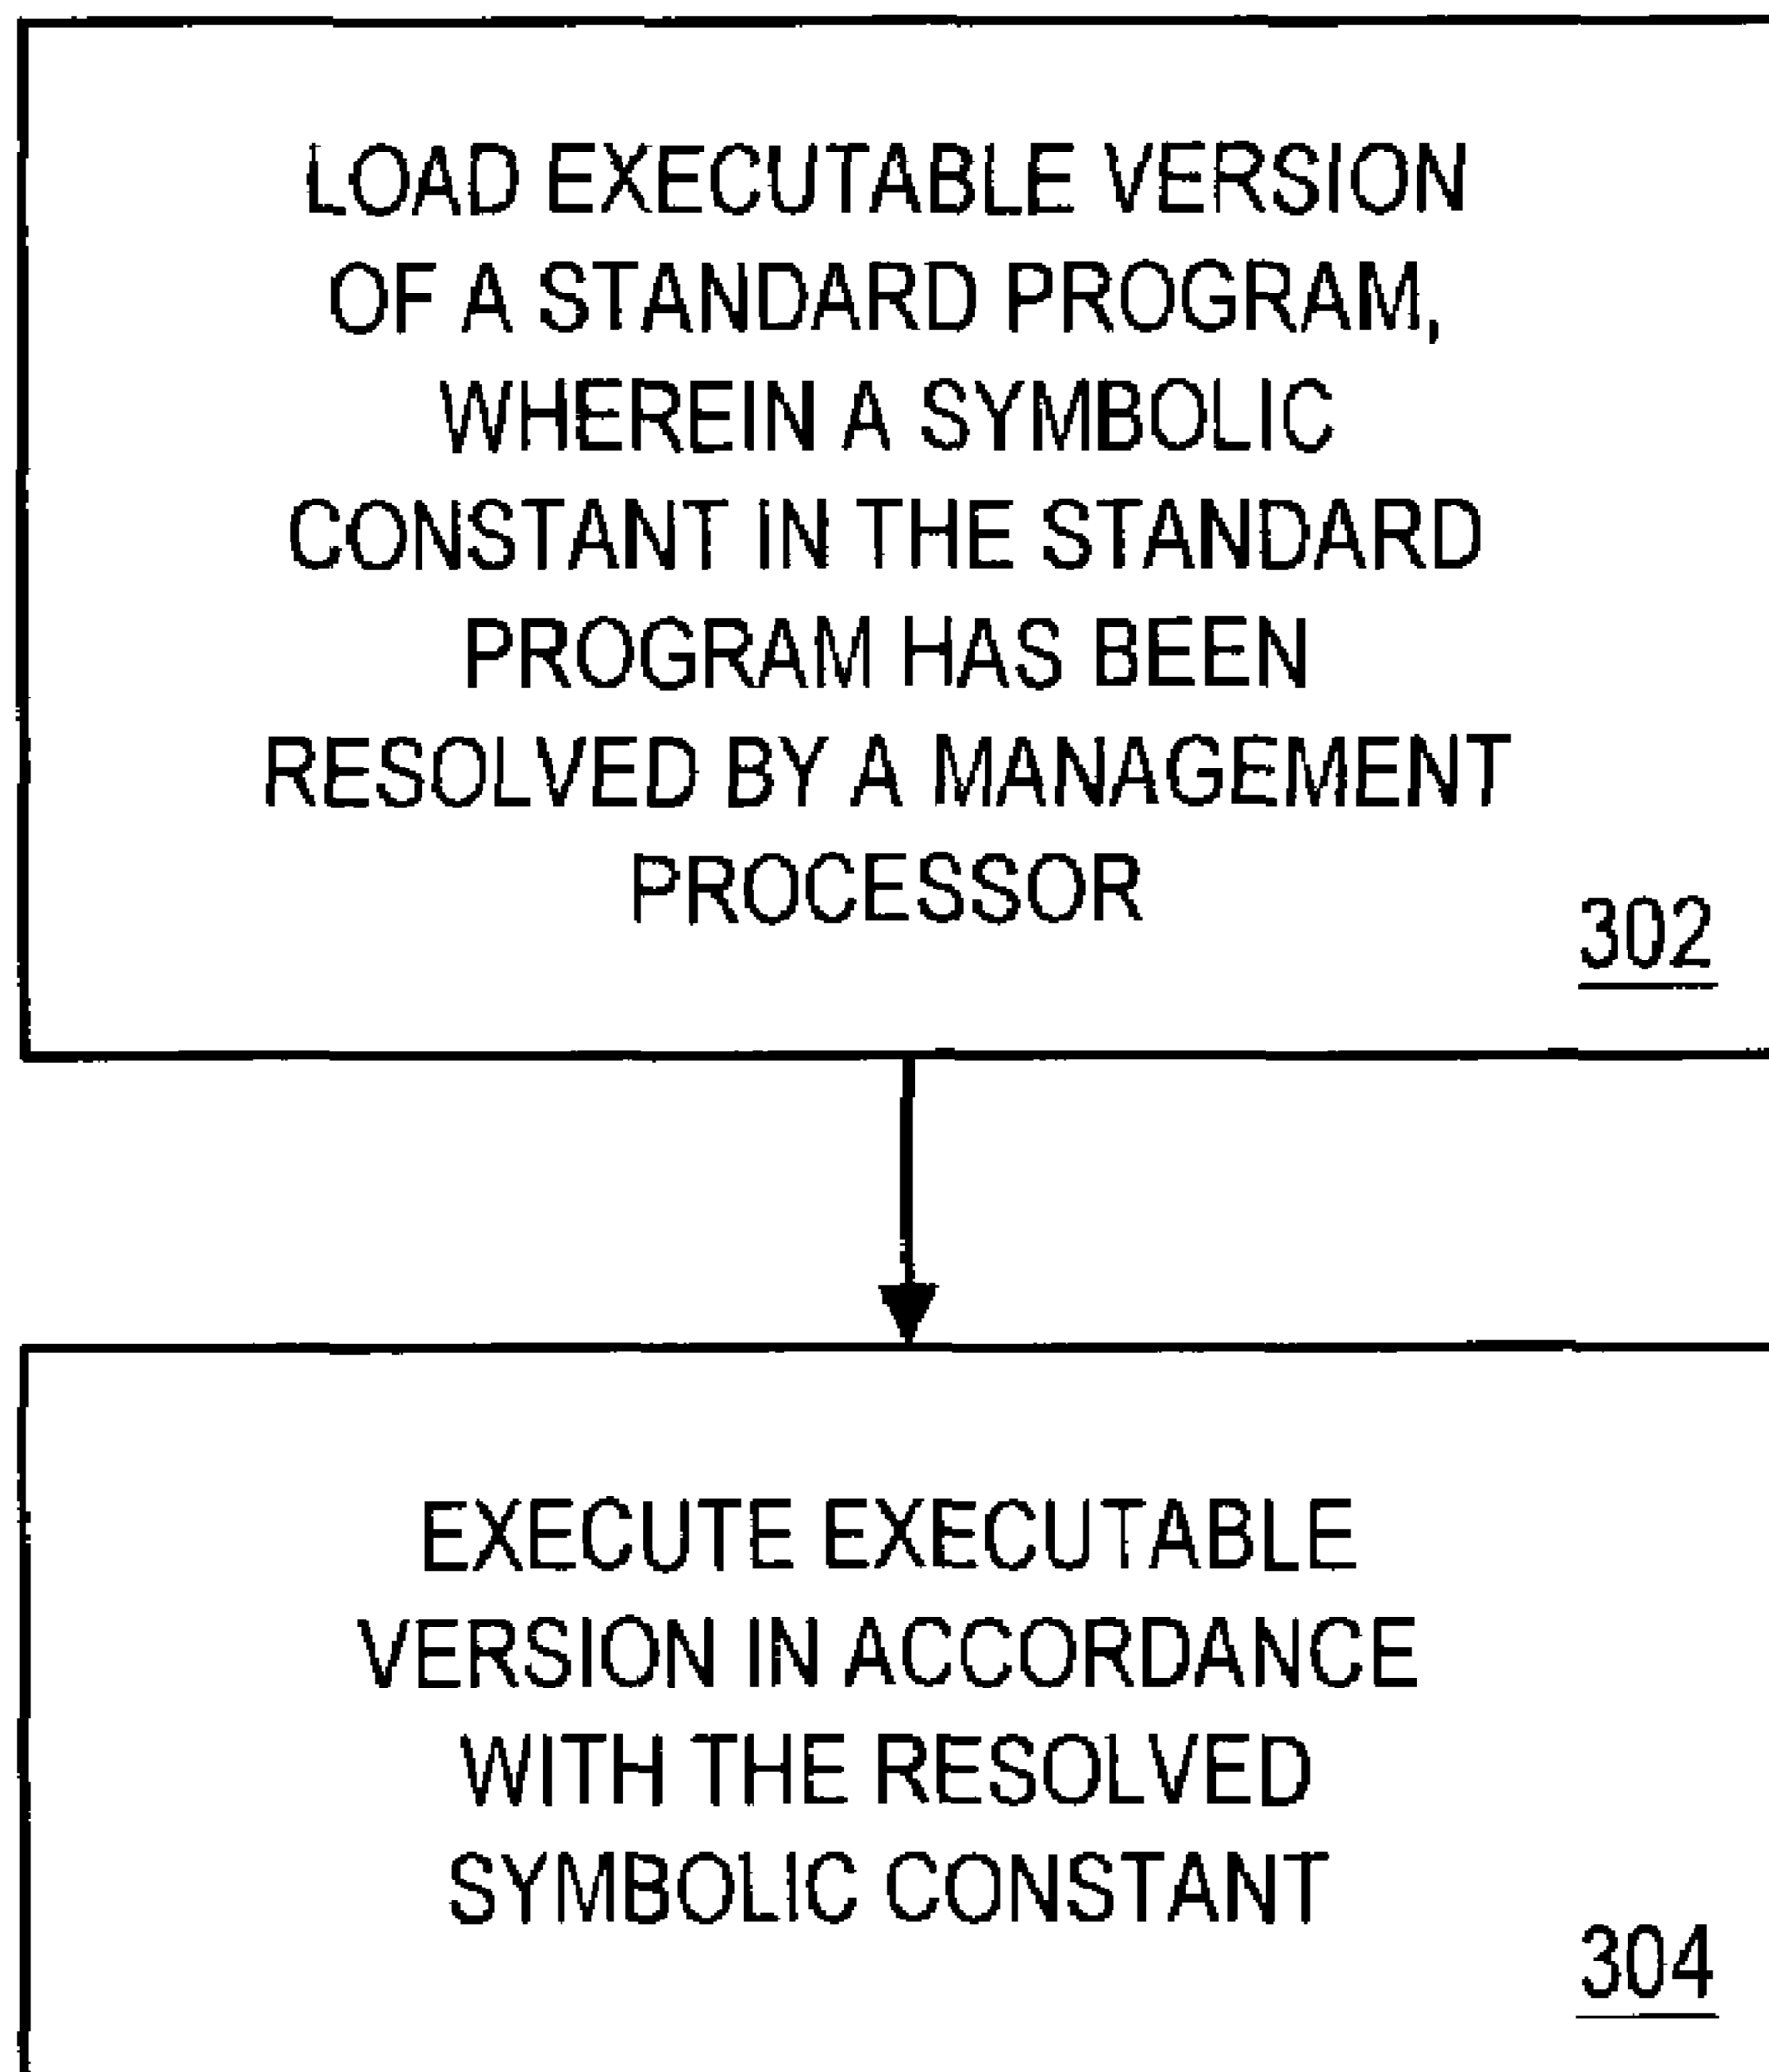 LOAD EXECUTABLE VERSION
OF A STANDARD PROGRAM,
WHEREIN A SYMBOLIC
CONSTANT IN THE STANDARD
PROGRAM HAS BEEN
RESOLVED BY A MANAGEMENT
PROCESSOR
302
EXECUTE EXECUTABLE
VERSION IN ACCORDANCE
WITH THE RESOLVED
SYMBOLIC CONSTANT
304